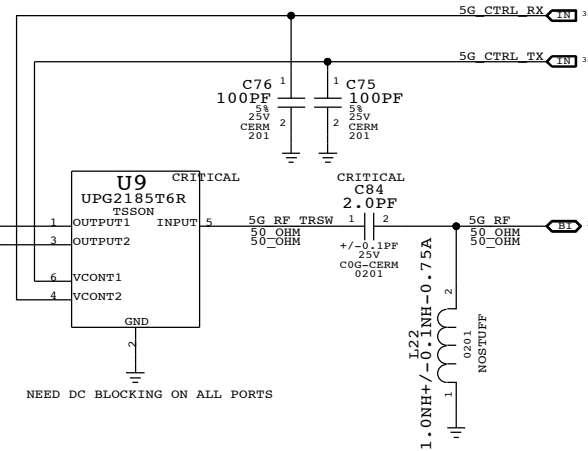 5G_CTRL_RX
IN
3
5G_CTRL_TX
IN
3
C76
1
100PF
5%
25V
2
CERM
201
C75
1
100PF
5%
25V
2
CERM
201
U9
CRITICAL
UPG2185T6R
TSSON
1
OUTPUT1
INPUT
5
3
OUTPUT2
6
VCONT1
4
VCONT2
GND
2
5G_RF_TRSW
50_OHM
50_OHM
CRITICAL
C84
2.0PF
1
2
+/-0.1PF
25V
C0G-CERM
0201
5G_RF
50_OHM
50_OHM
BI
L22
1.0NH+/-0.1NH-0.75A
2
1
0201
NOSTUFF
NEED DC BLOCKING ON ALL PORTS